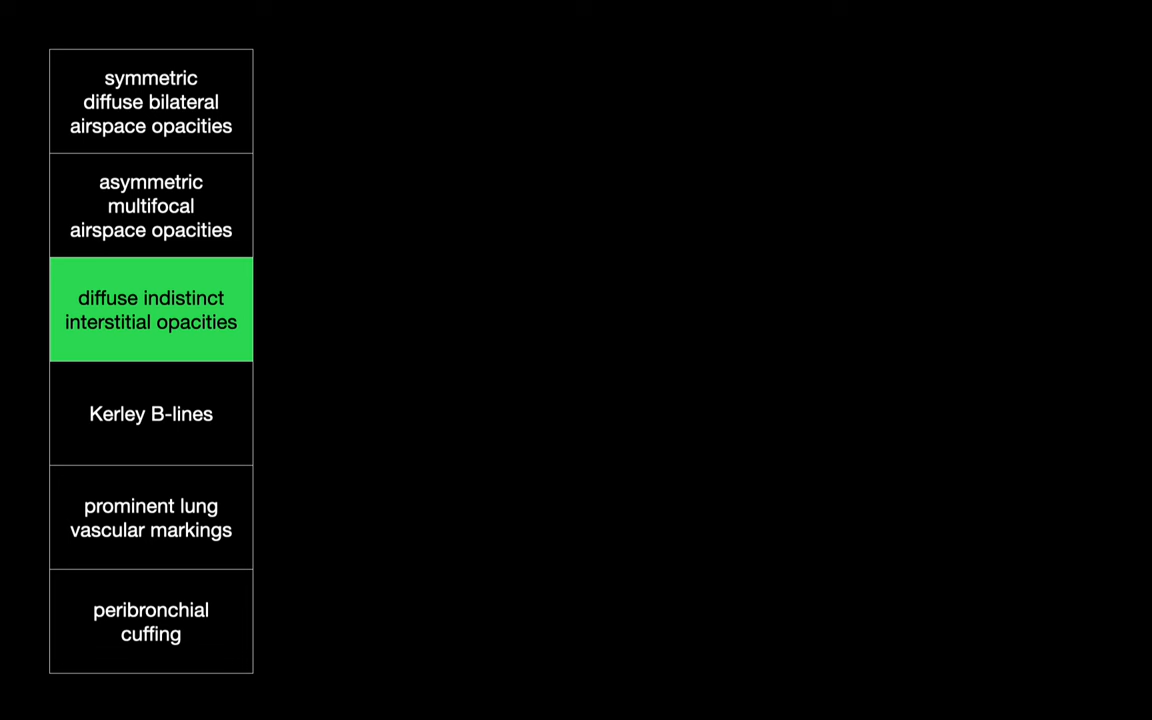 symmetric
diffuse bilateral
airspace opacities
asymmetric
multifocal
airspace opacities
diffuse indistinct
interstitial opacities
Kerley B-lines
prominent lung
vascular markings
peribronchial
cuffing